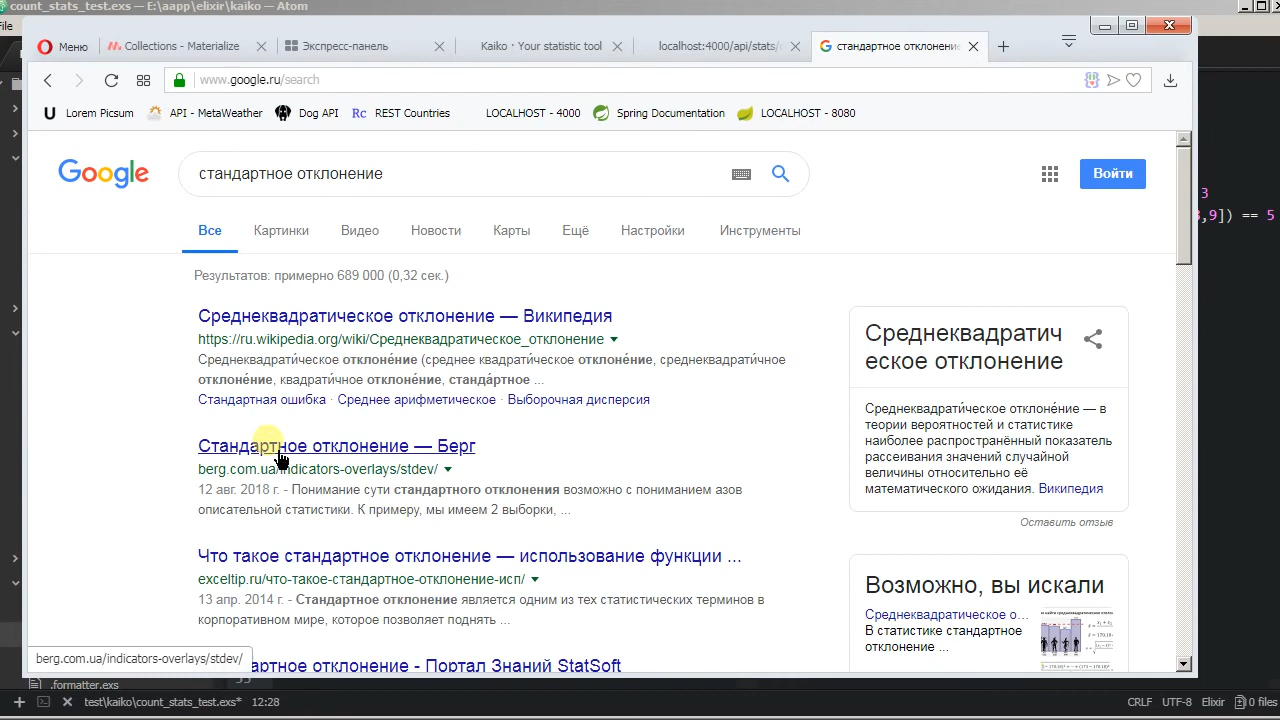 count_stats_test.exs — E:\aapp\elixir\kaiko — Atom
File
Меню
Collections - Materialize
Экспресс-панель
Kaiko · Your statistic tool
localhost:4000/api/stats/
стандартное отклонение
www.google.ru/search
Lorem Picsum
API - MetaWeather
Dog API
Rc REST Countries
LOCALHOST - 4000
Spring Documentation
LOCALHOST - 8080
Google
стандартное отклонение
Войти
Все
Картинки
Видео
Новости
Карты
Ещё
Настройки
Инструменты
Результатов: примерно 689 000 (0,32 сек.)
Среднеквадратическое отклонение — Википедия
https://ru.wikipedia.org/wiki/Среднеквадратическое_отклонение
Среднеквадрати́ческое отклоне́ние (среднее квадрати́ческое отклоне́ние, среднеквадрати́чное
отклоне́ние, квадрати́чное отклоне́ние, станда́ртное ...
Стандартная ошибка · Среднее арифметическое · Выборочная дисперсия
Стандартное отклонение — Берг
berg.com.ua/indicators-overlays/stdev/
12 авг. 2018 г. - Понимание сути стандартного отклонения возможно с пониманием азов
описательной статистики. К примеру, мы имеем 2 выборки, ...
Что такое стандартное отклонение — использование функции ...
exceltip.ru/что-такое-стандартное-отклонение-исп/
13 апр. 2014 г. - Стандартное отклонение является одним из тех статистических терминов в
корпоративном мире, которое позволяет поднять ...
артное отклонение - Портал Знаний StatSoft
berg.com.ua/indicators-overlays/stdev/
Среднеквадратич
еское отклонение
Среднеквадрати́ческое отклоне́ние — в
теории вероятностей и статистике
наиболее распространённый показатель
рассеивания значений случайной
величины относительно её
математического ожидания. Википедия
Оставить отзыв
Возможно, вы искали
Среднеквадратическое о...
В статистике стандартное
отклонение ...
3
,9]) == 5
.formatter.exs
55
test\kaiko\count_stats_test.exs*
12:28
CRLF
UTF-8
Elixir
0 files